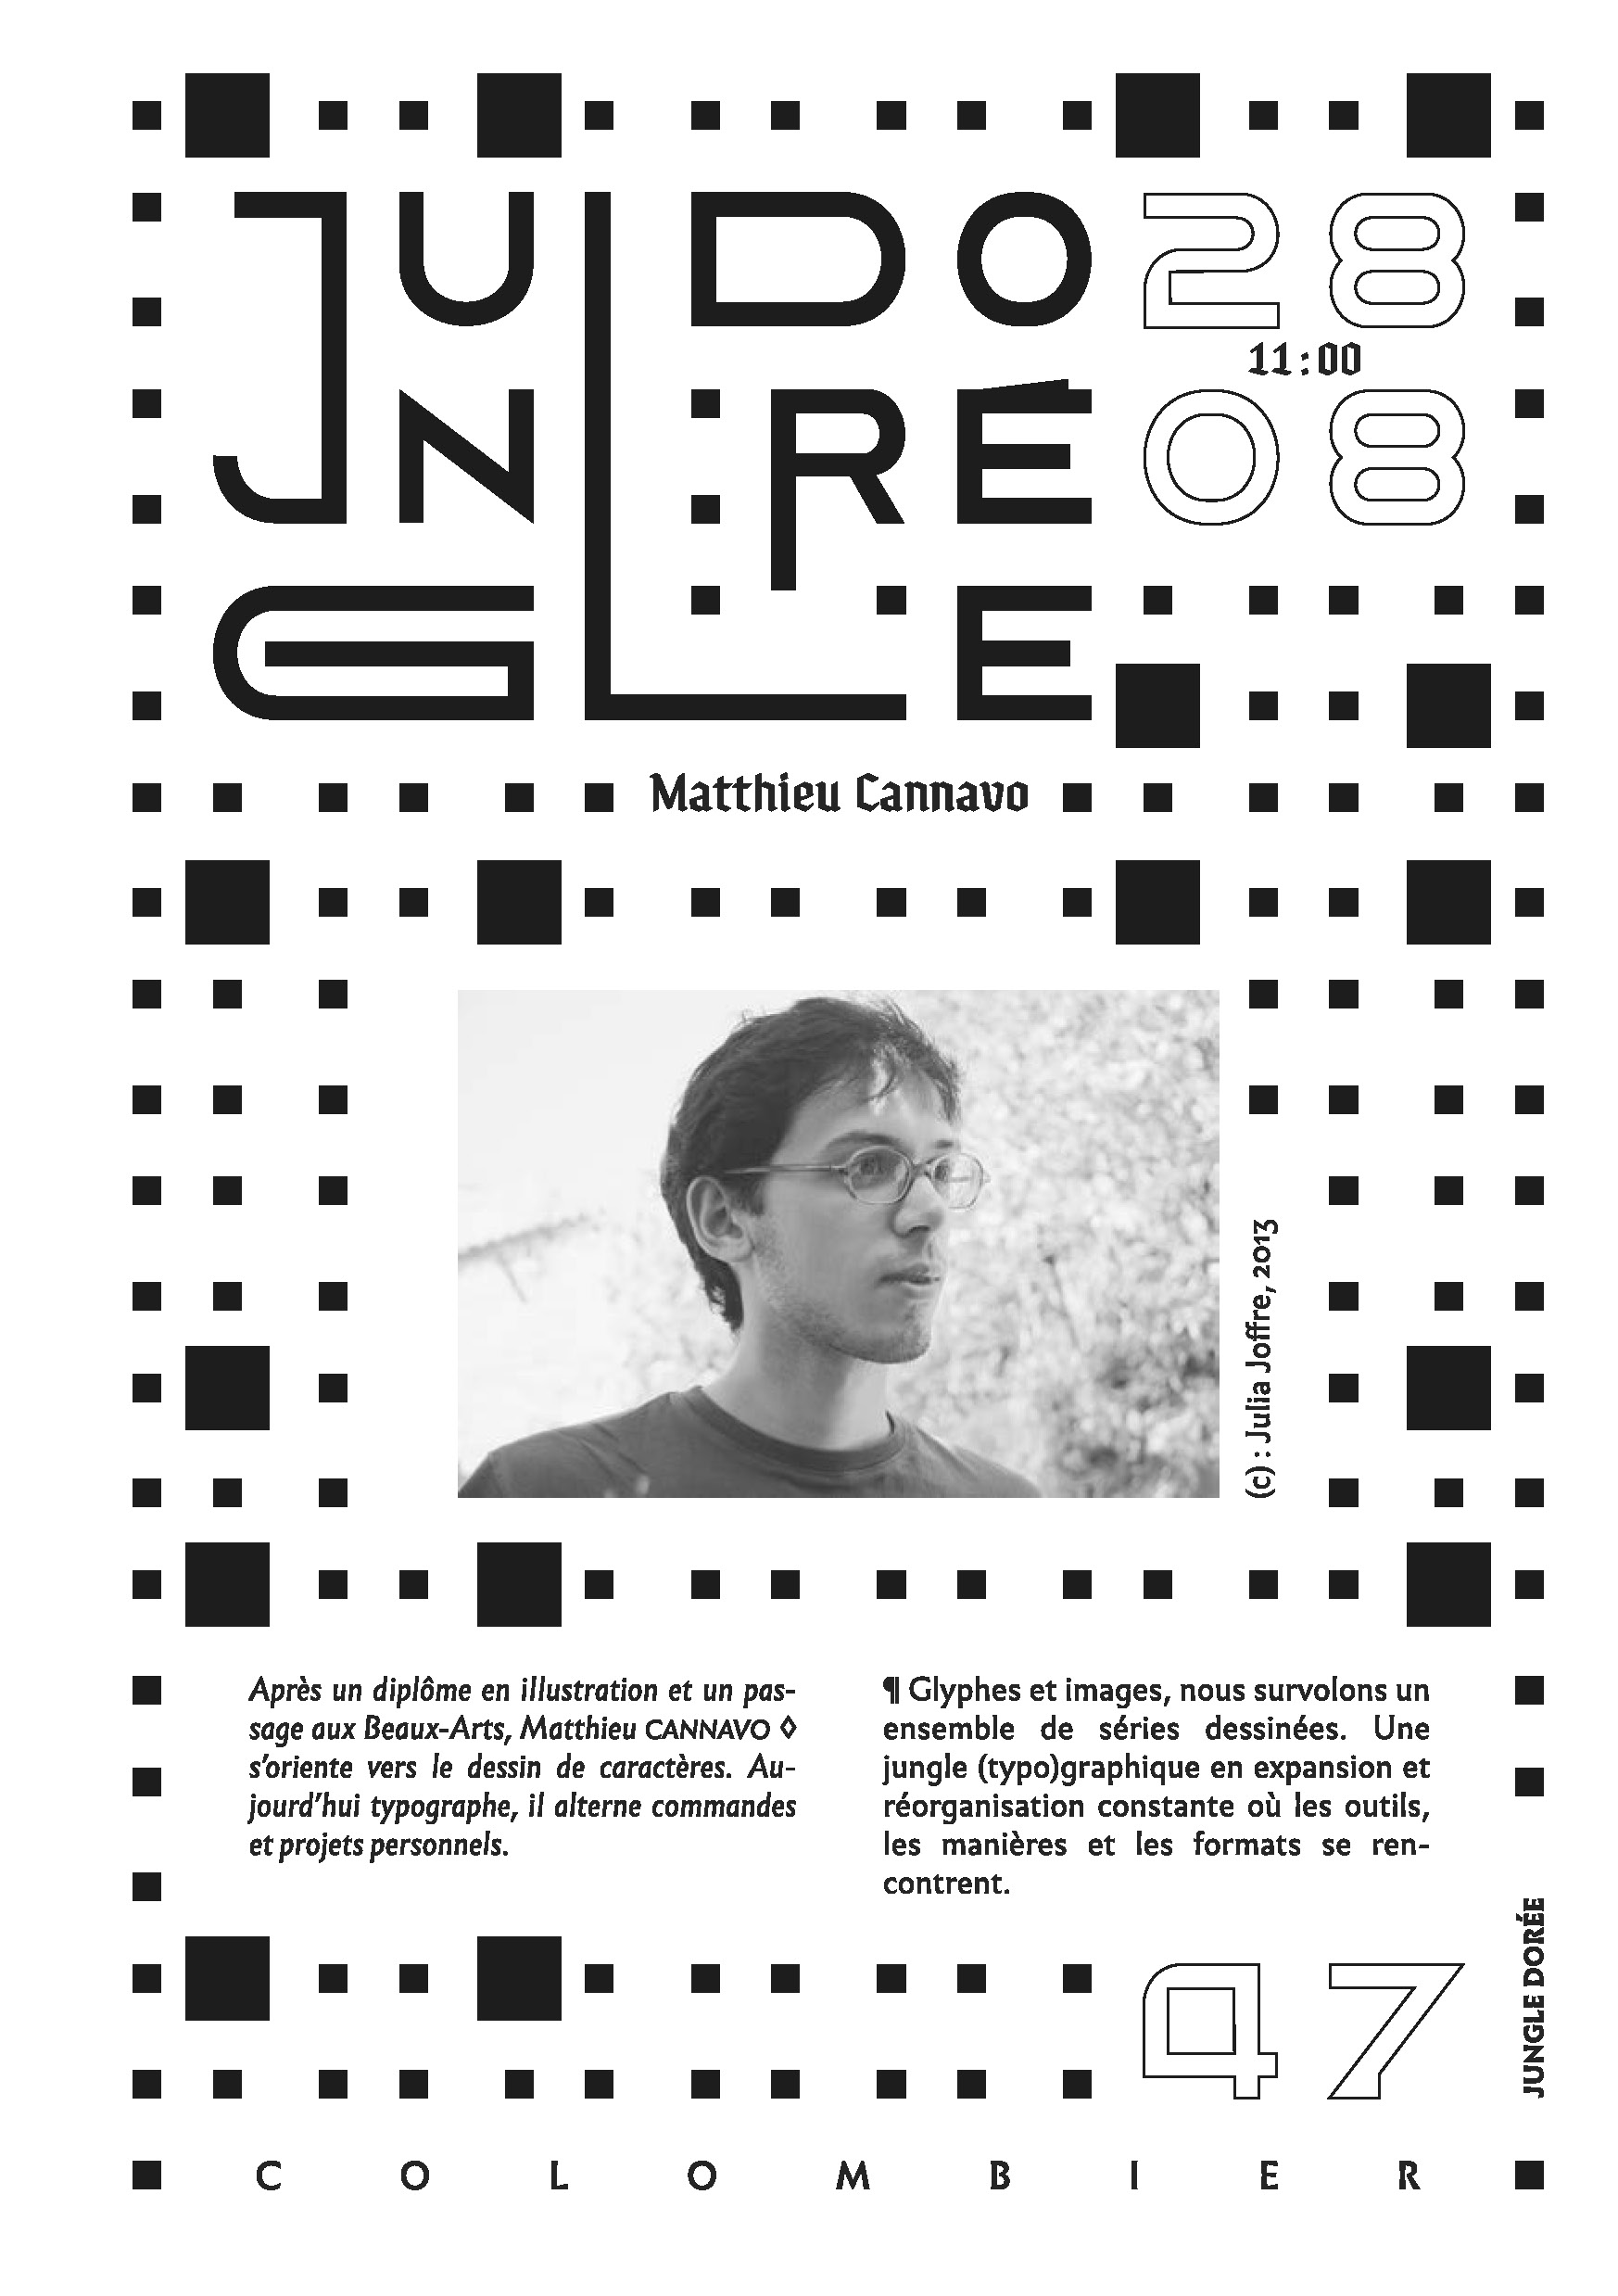 JUNGLE DORÉE
28
11:00
08
Matthieu Cannavo
(c) : Julia Joffre, 2013
Après un diplôme en illustration et un pas-
sage aux Beaux-Arts, Matthieu CANNAVO ◊
s’oriente vers le dessin de caractères. Au-
jourd’hui typographe, il alterne commandes
et projets personnels.
¶ Glyphes et images, nous survolons un
ensemble de séries dessinées. Une
jungle (typo)graphique en expansion et
réorganisation constante où les outils,
les manières et les formats se ren-
contrent.
47
JUNGLE DORÉE
COLOMBIER